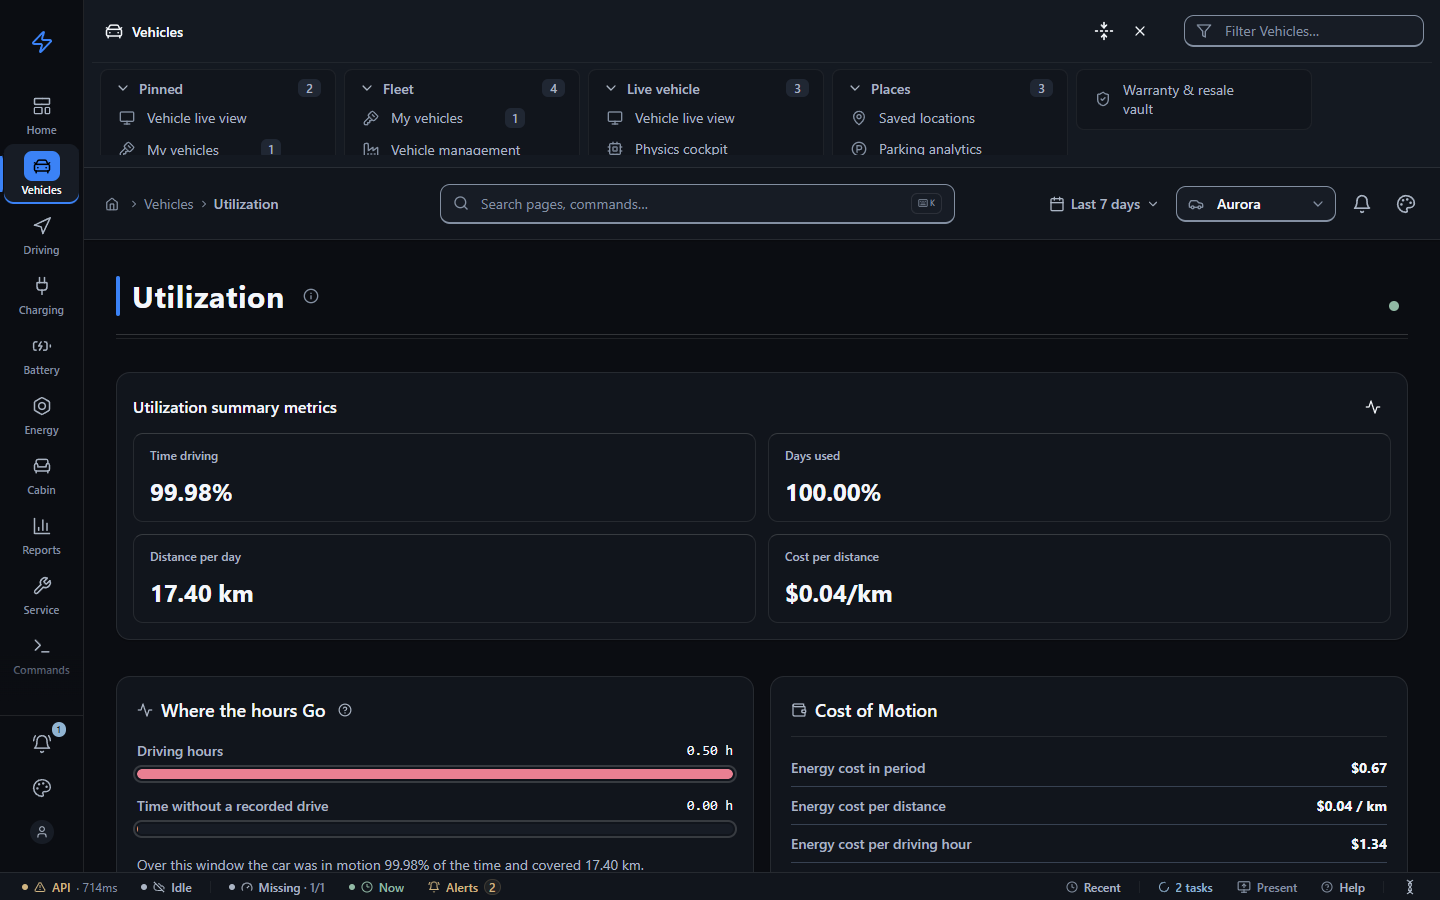 Vehicles
Filter Vehicles...
Pinned 2
Vehicle live view
My vehicles 1
Fleet 4
My vehicles 1
Vehicle management
Live vehicle 3
Vehicle live view
Physics cockpit
Places 3
Saved locations
Parking analytics
Warranty & resale
vault
Home
Vehicles
Driving
Charging
Battery
Energy
Cabin
Reports
Service
Commands
1
Vehicles Utilization
Search pages, commands...
K
Last 7 days
Aurora
Utilization
Utilization summary metrics
Time driving
99.98%
Days used
100.00%
Distance per day
17.40 km
Cost per distance
$0.04/km
Where the hours Go
Driving hours 0.50 h
Time without a recorded drive 0.00 h
Over this window the car was in motion 99.98% of the time and covered 17.40 km.
Cost of Motion
Energy cost in period $0.67
Energy cost per distance $0.04 / km
Energy cost per driving hour $1.34
API · 714ms
Idle
Missing · 1/1
Now
Alerts 2
Recent
2 tasks
Present
Help